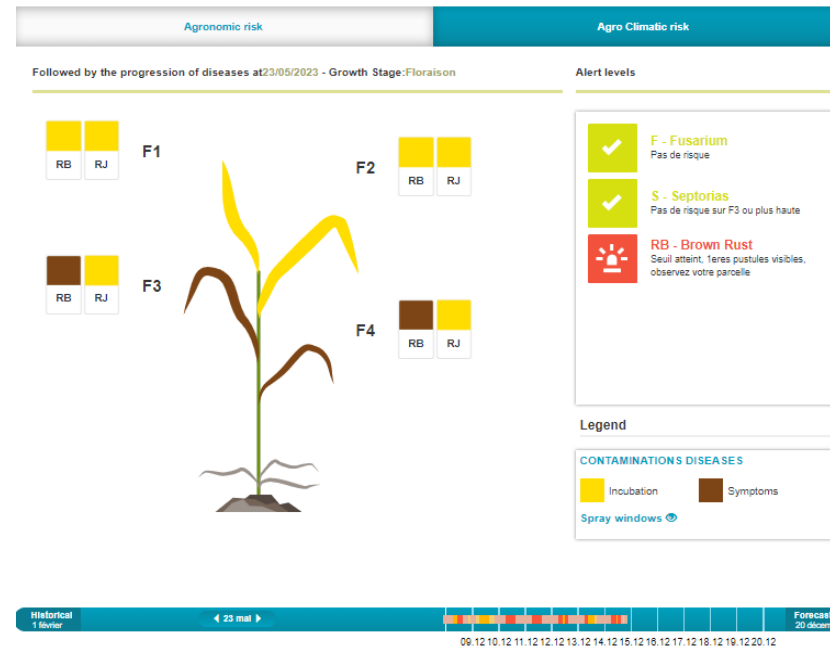 Agronomic risk
Agro Climatic risk
Followed by the progression of diseases at23/05/2023 - Growth Stage:Floraison
Alert levels
RB RJ
F1
F2
RB RJ
F - Fusarium
Pas de risque
S - Septorias
Pas de risque sur F3 ou plus haute
RB - Brown Rust
Seuil atteint, 1eres pustules visibles,
observez votre parcelle
RB RJ
F3
F4
RB RJ
Legend
CONTAMINATIONS DISEASES
Incubation
Symptoms
Spray windows
Historical
1 février
23 mai
Forecast
20 décem
09.12 10.12 11.12 12.12 13.12 14.12 15.12 16.12 17.12 18.12 19.12 20.12